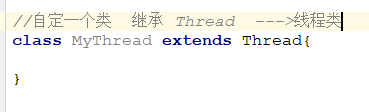 //自定一个类  继承 Thread  --->线程类
class MyThread extends Thread{
}